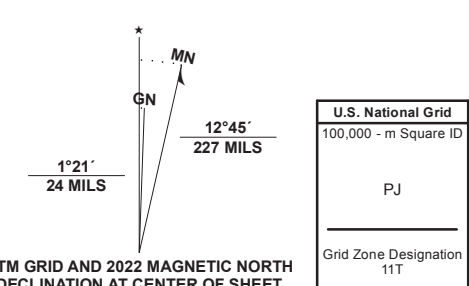 ★
MN
GN
12°45´
227 MILS
1°21´
24 MILS
TM GRID AND 2022 MAGNETIC NORTH
DECLINATION AT CENTER OF SHEET
U.S. National Grid
100,000 - m Square ID
PJ
Grid Zone Designation
11T